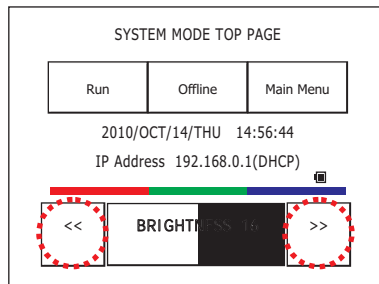 SYSTEM MODE TOP PAGE
Run Offline Main Menu
2010/OCT/14/THU 14:56:44
IP Address 192.168.0.1(DHCP)
<< BRIGHTNESS 16 >>